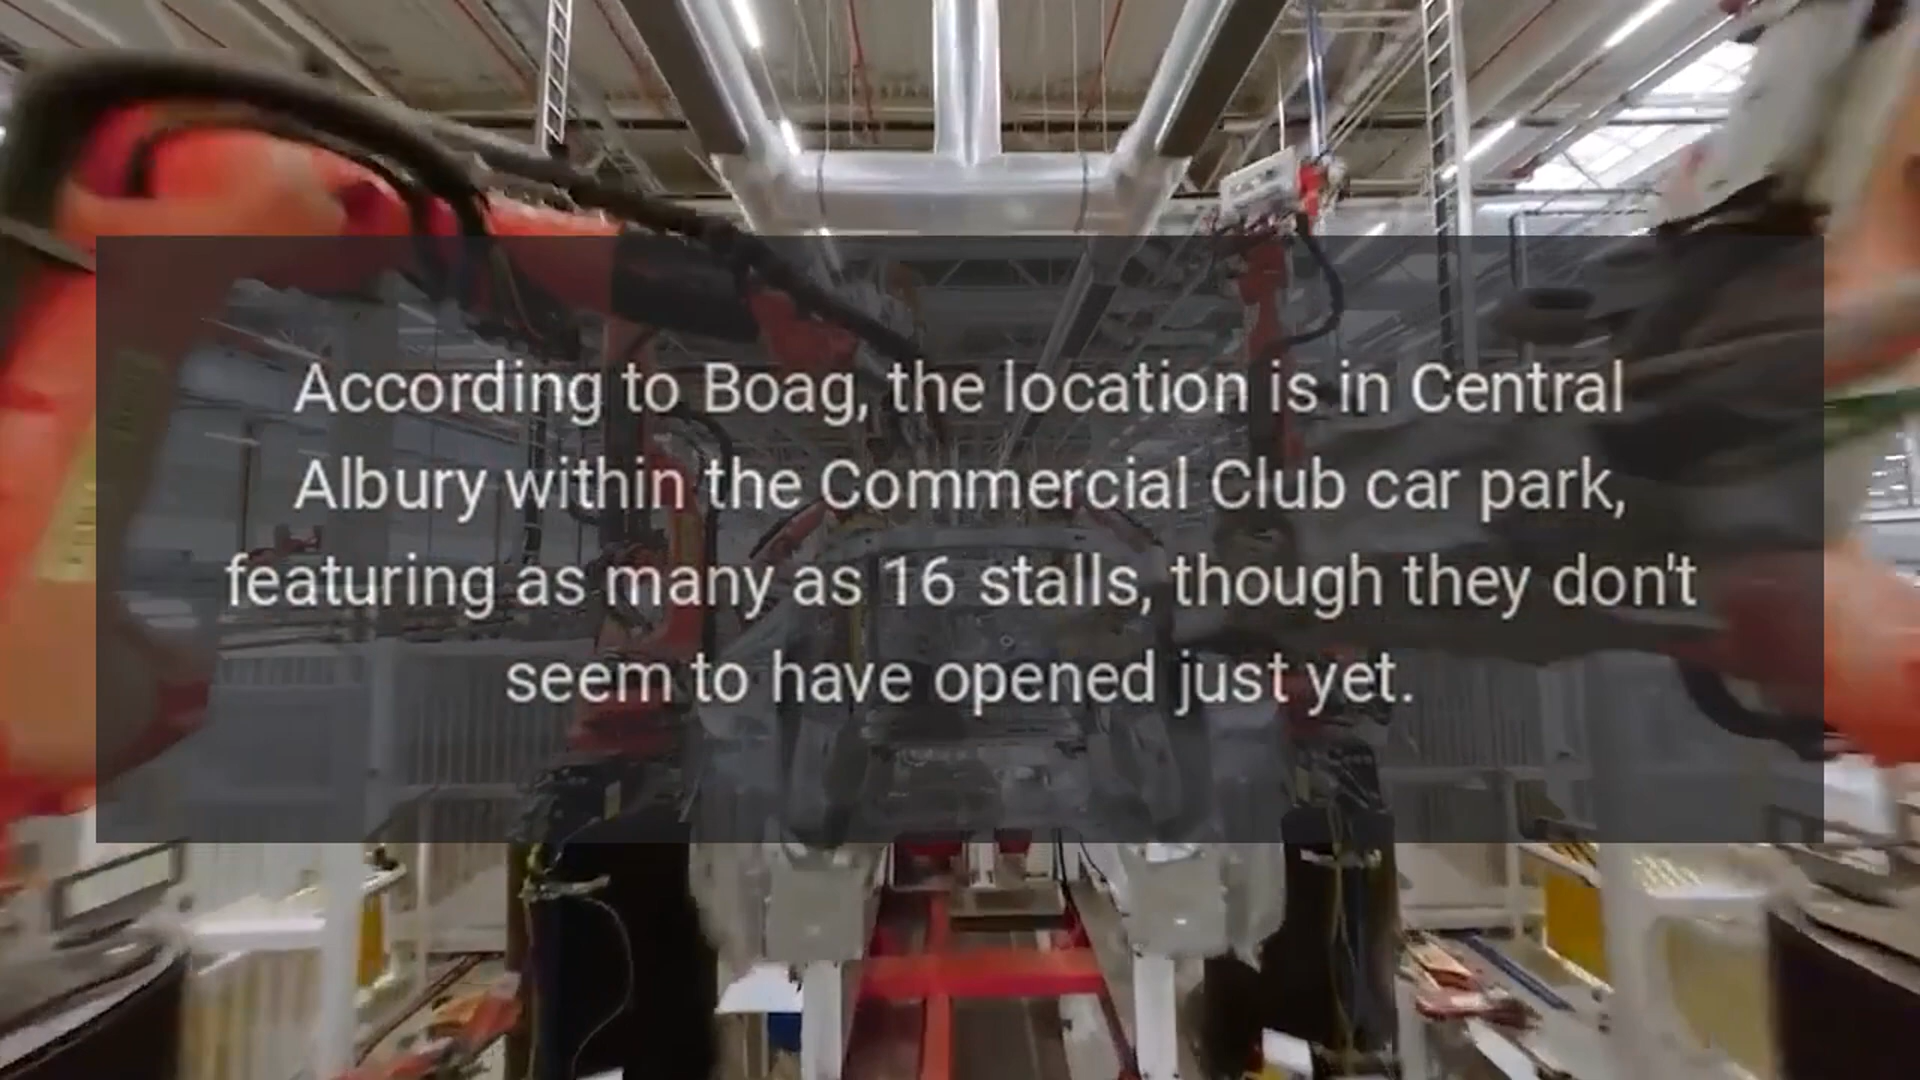 According to Boag, the location is in Central
Albury within the Commercial Club car park,
featuring as many as 16 stalls, though they don't
seem to have opened just yet.